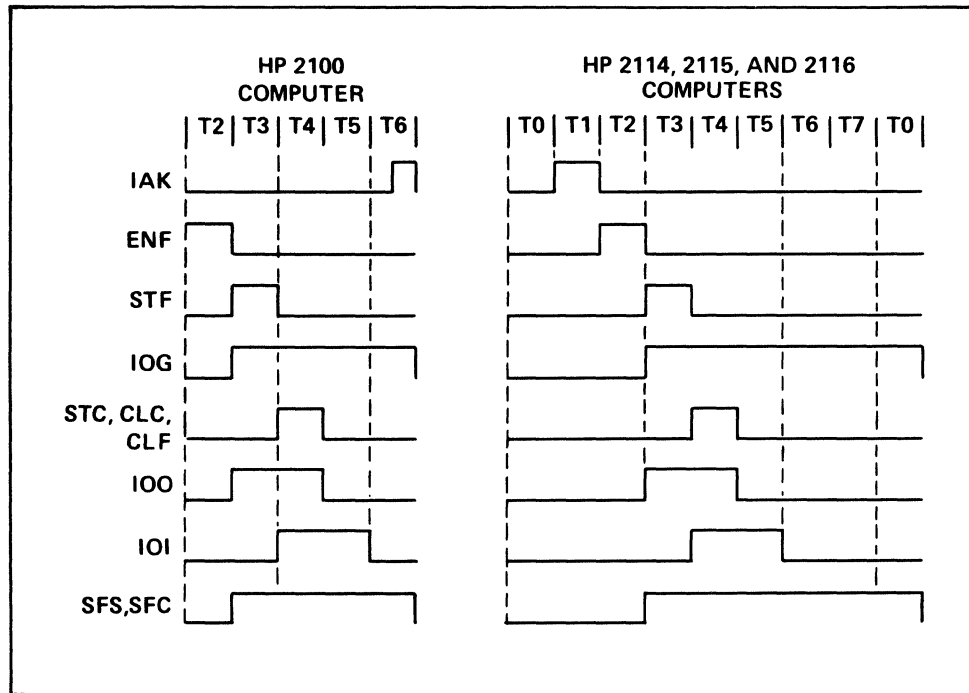 HP 2100
COMPUTER
T2 T3 T4 T5 T6
HP 2114, 2115, AND 2116
COMPUTERS
T0 T1 T2 T3 T4 T5 T6 T7 T0
IAK
ENF
STF
IOG
STC, CLC,
CLF
IOO
IOI
SFS,SFC